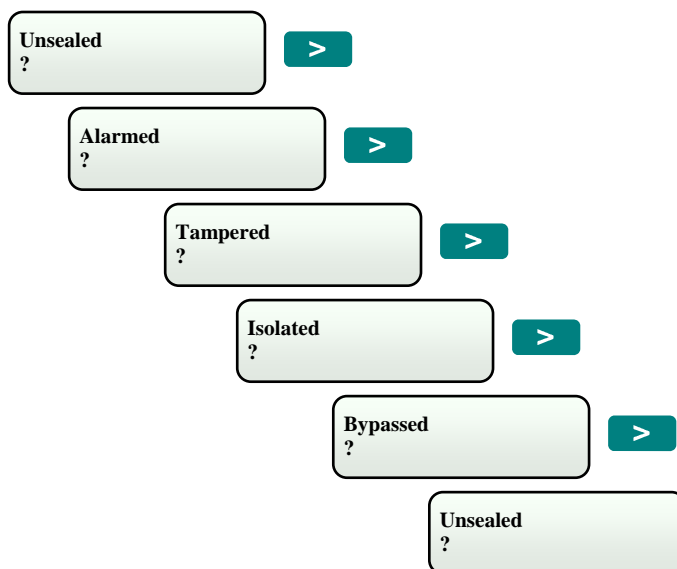 Unsealed
?
>
Alarmed
?
>
Tampered
?
>
Isolated
?
>
Bypassed
?
>
Unsealed
?